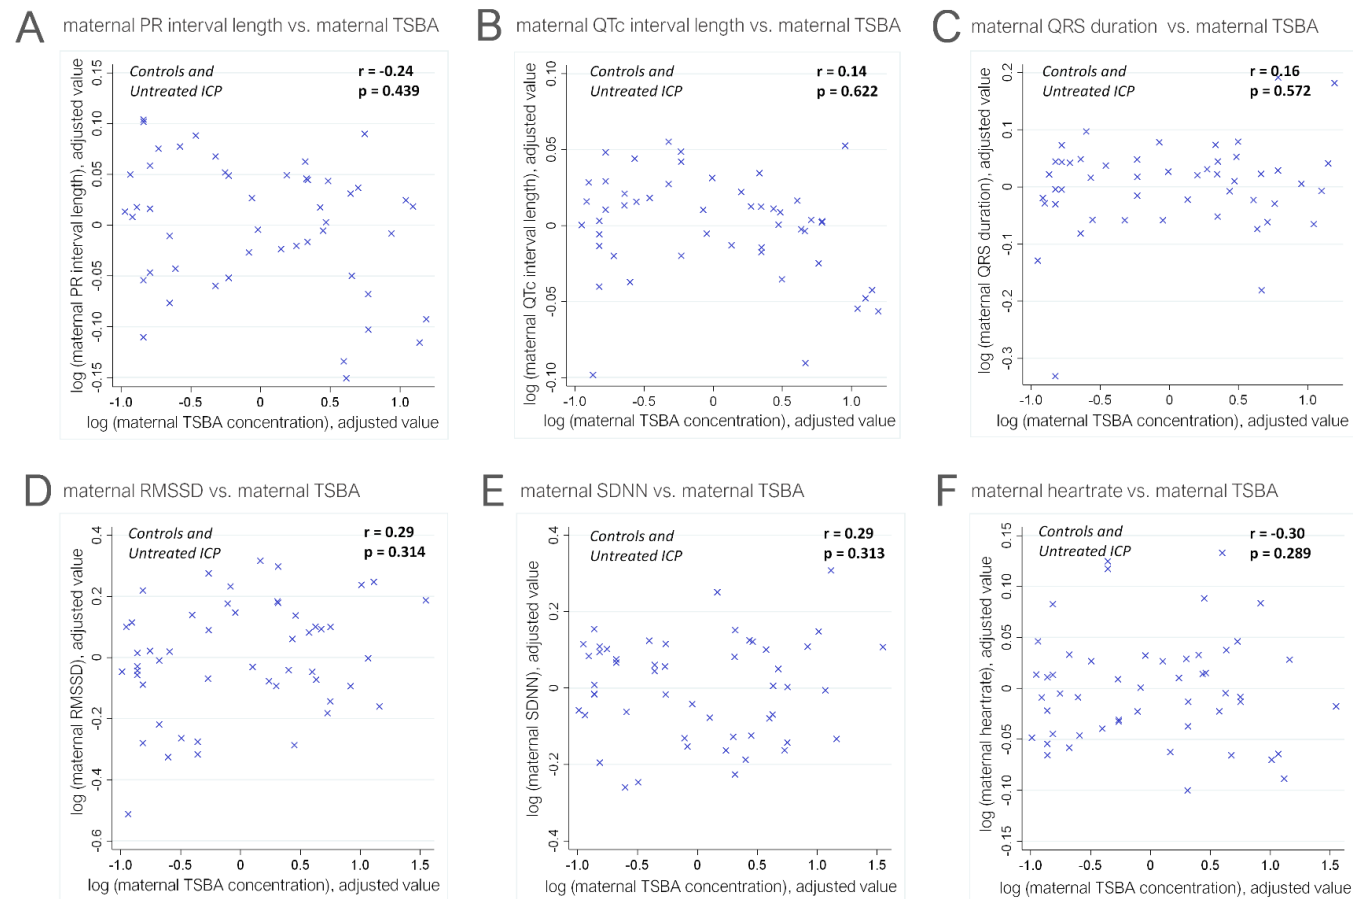 A maternal PR interval length vs. maternal TSBA
Controls and
Untreated ICP
r = -0.24
p = 0.439
log (maternal PR interval length), adjusted value
0.15
0.10
0.05
0
-0.05
-0.10
-0.15
-1.0 -0.5 0 0.5 1.0
log (maternal TSBA concentration), adjusted value
B maternal QTc interval length vs. maternal TSBA
Controls and
Untreated ICP
r = 0.14
p = 0.622
log (maternal QTc interval length), adjusted value
0.10
0.05
0
-0.05
-0.10
-1.0 -0.5 0 0.5 1.0
log (maternal TSBA concentration), adjusted value
C maternal QRS duration vs. maternal TSBA
Controls and
Untreated ICP
r = 0.16
p = 0.572
log (maternal QRS duration), adjusted value
0.2
0.1
0
-0.1
-0.2
-0.3
-1.0 -0.5 0 0.5 1.0
log (maternal TSBA concentration), adjusted value
D maternal RMSSD vs. maternal TSBA
Controls and
Untreated ICP
r = 0.29
p = 0.314
log (maternal RMSSD), adjusted value
0.4
0.2
0
-0.2
-0.4
-0.6
-1.0 -0.5 0 0.5 1.0 1.5
log (maternal TSBA concentration), adjusted value
E maternal SDNN vs. maternal TSBA
Controls and
Untreated ICP
r = 0.29
p = 0.313
log (maternal SDNN), adjusted value
0.4
0.2
0
-0.2
-0.4
-1.0 -0.5 0 0.5 1.0 1.5
log (maternal TSBA concentration), adjusted value
F maternal heartrate vs. maternal TSBA
Controls and
Untreated ICP
r = -0.30
p = 0.289
log (maternal heartrate), adjusted value
0.15
0.10
0.05
0
-0.05
-0.10
-0.15
-1.0 -0.5 0 0.5 1.0 1.5
log (maternal TSBA concentration), adjusted value